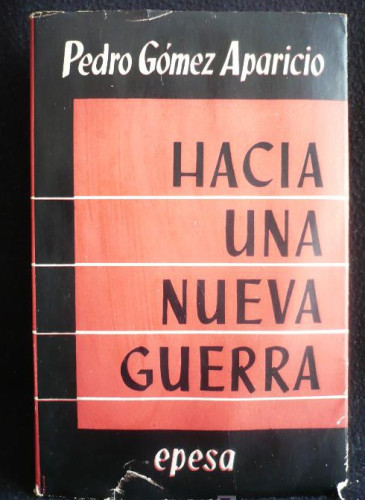 Pedro Gómez Aparicio
HACIA
UNA
NUEVA
GUERRA
epesa